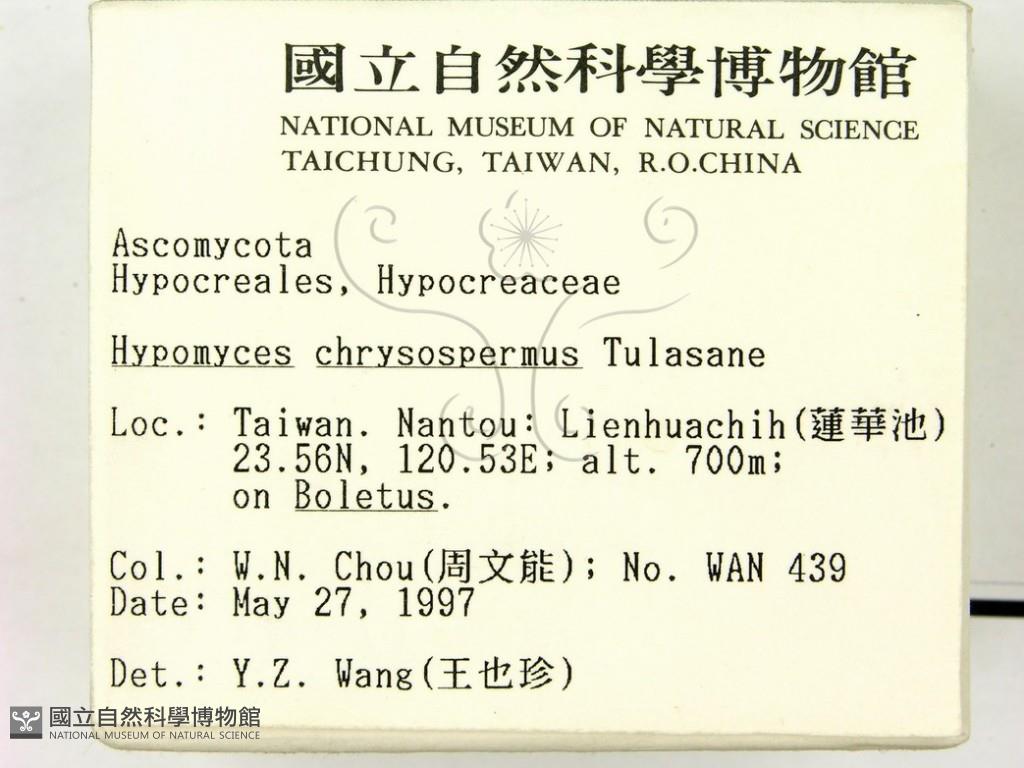 國立自然科學博物館
NATIONAL MUSEUM OF NATURAL SCIENCE
TAICHUNG, TAIWAN, R.O.CHINA
Ascomycota
Hypocreales, Hypocreaceae
Hypomyces chrysospermus Tulasane
Loc.: Taiwan. Nantou: Lienhuachih(蓮華池)
23.56N, 120.53E; alt. 700m;
on Boletus.
Col.: W.N. Chou(周文能); No. WAN 439
Date: May 27, 1997
Det.: Y.Z. Wang(王也珍)
國立自然科學博物館
NATIONAL MUSEUM OF NATURAL SCIENCE